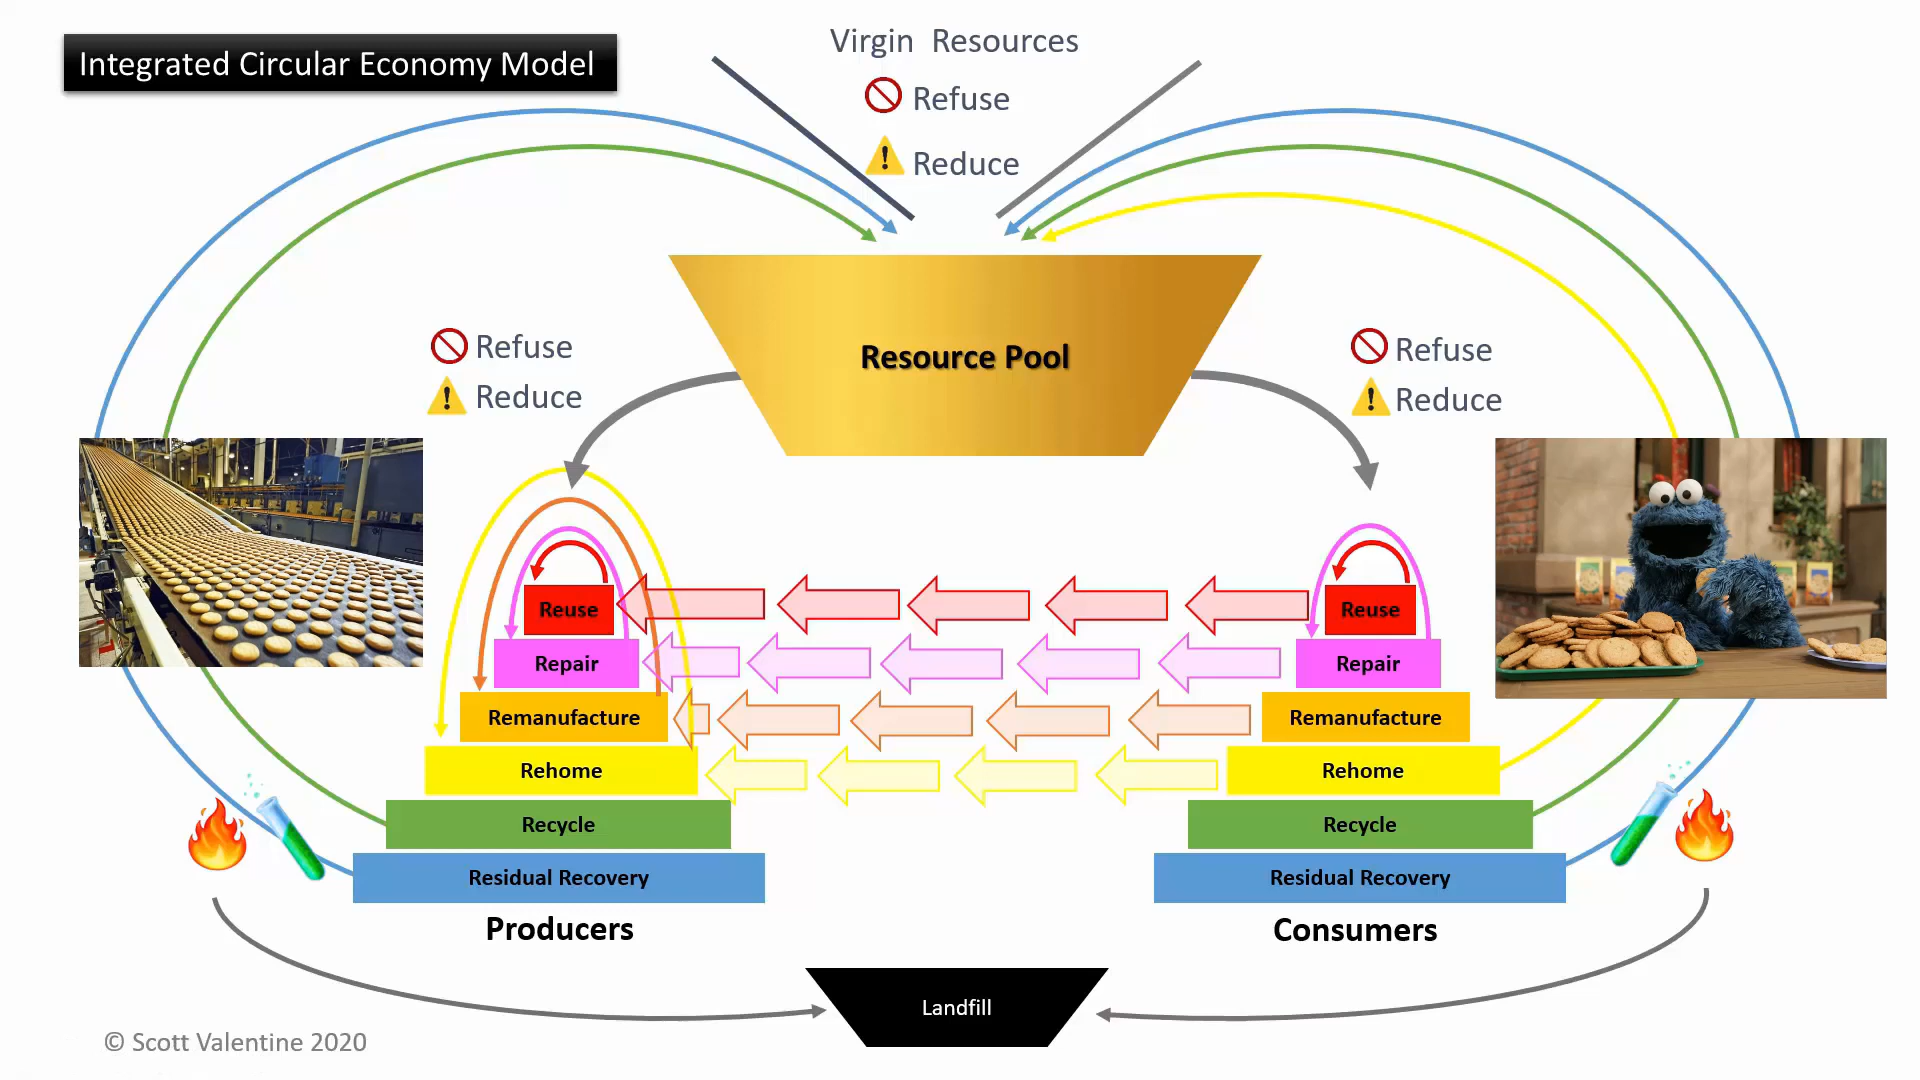 Integrated Circular Economy Model
Virgin Resources
Refuse
Reduce
Resource Pool
Refuse
Reduce
Refuse
Reduce
Reuse
Repair
Remanufacture
Rehome
Recycle
Residual Recovery
Producers
Reuse
Repair
Remanufacture
Rehome
Recycle
Residual Recovery
Consumers
Landfill
© Scott Valentine 2020